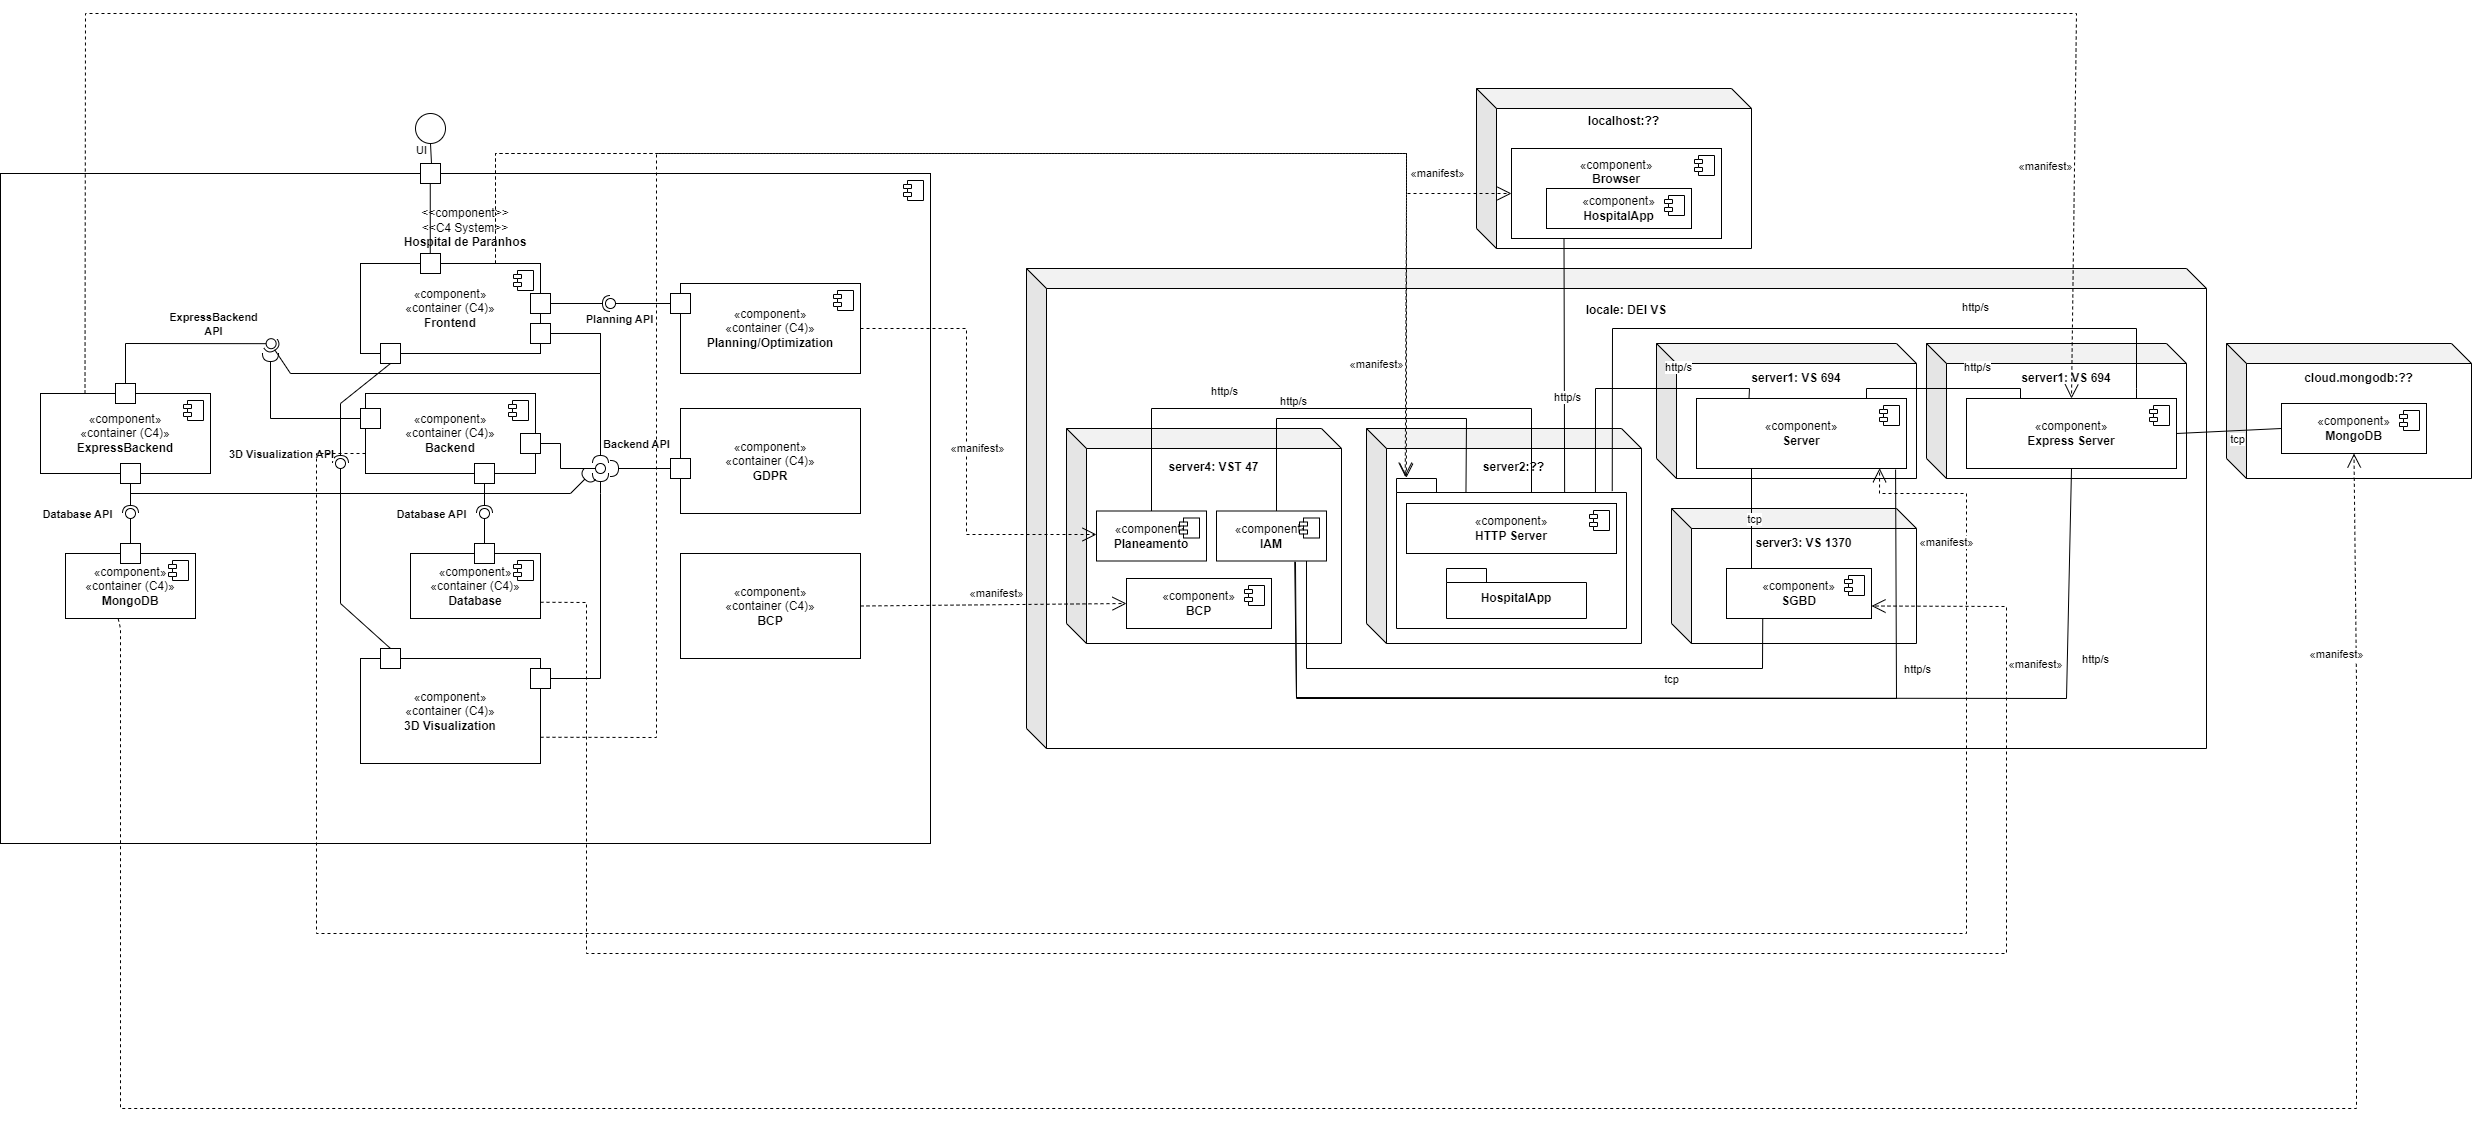 UI
<<component>>
<<C4 System>>
Hospital de Paranhos
«component»
«container (C4)»
Frontend
Planning API
«component»
«container (C4)»
Planning/Optimization
ExpressBackend
API
«component»
«container (C4)»
ExpressBackend
«component»
«container (C4)»
Backend
3D Visualization API
Backend API
«component»
«container (C4)»
GDPR
Database API
Database API
«component»
«container (C4)»
MongoDB
«component»
«container (C4)»
Database
«component»
«container (C4)»
BCP
«component»
«container (C4)»
3D Visualization
«manifest»
«manifest»
«manifest»
«manifest»
localhost:??
«component»
Browser
«component»
HospitalApp
«manifest»
locale: DEI VS
http/s
http/s
http/s
http/s
http/s
http/s
server4: VST 47
«component»
Planeamento
«component»
IAM
«component»
BCP
server2:??
«component»
HTTP Server
HospitalApp
server1: VS 694
«component»
Server
server1: VS 694
«component»
Express Server
tcp
cloud.mongodb:??
«component»
MongoDB
tcp
server3: VS 1370
«component»
SGBD
«manifest»
«manifest»
«manifest»
http/s
http/s
tcp